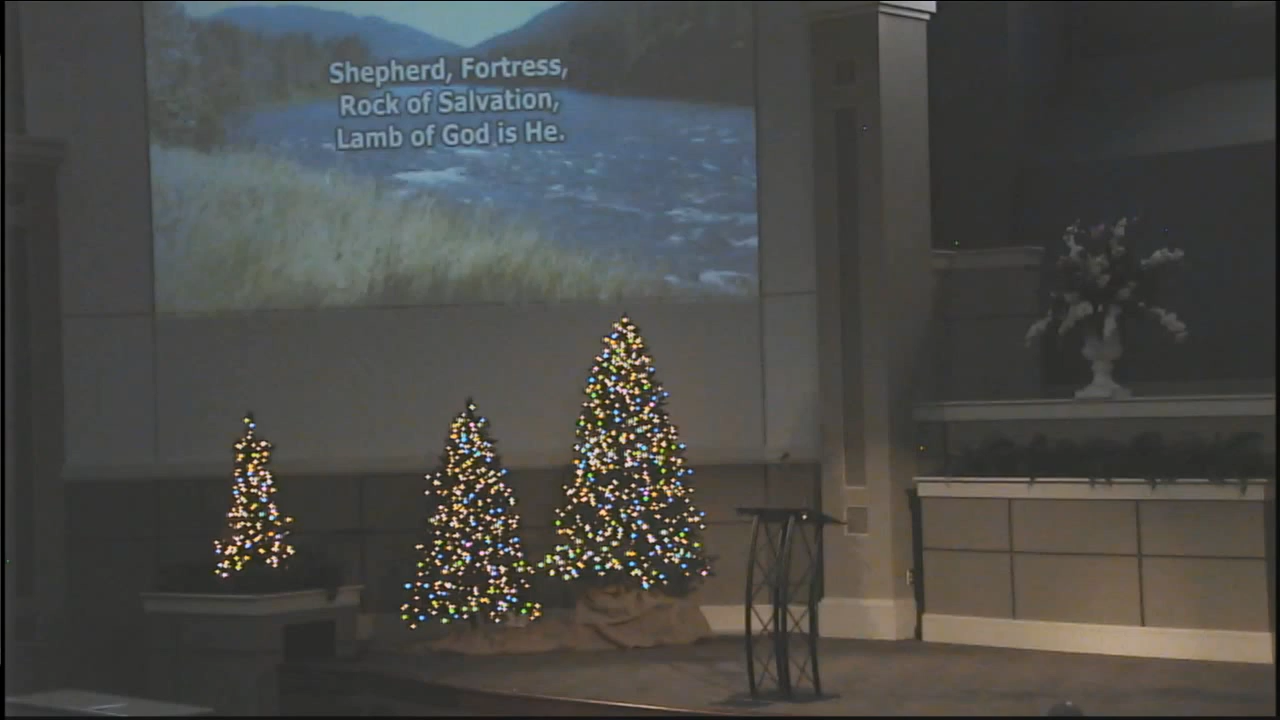 Shepherd, Fortress,
Rock of Salvation,
Lamb of God is He.